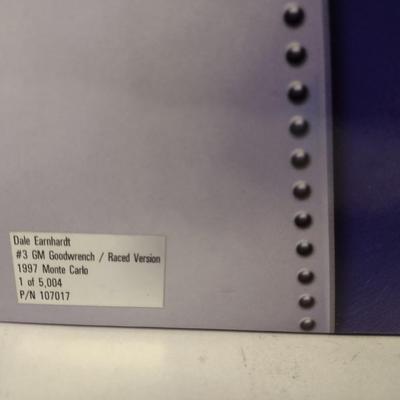 Dale Earnhardt
#3 GM Goodwrench / Raced Version
1997 Monte Carlo
1 of 5,004
P/N 107017